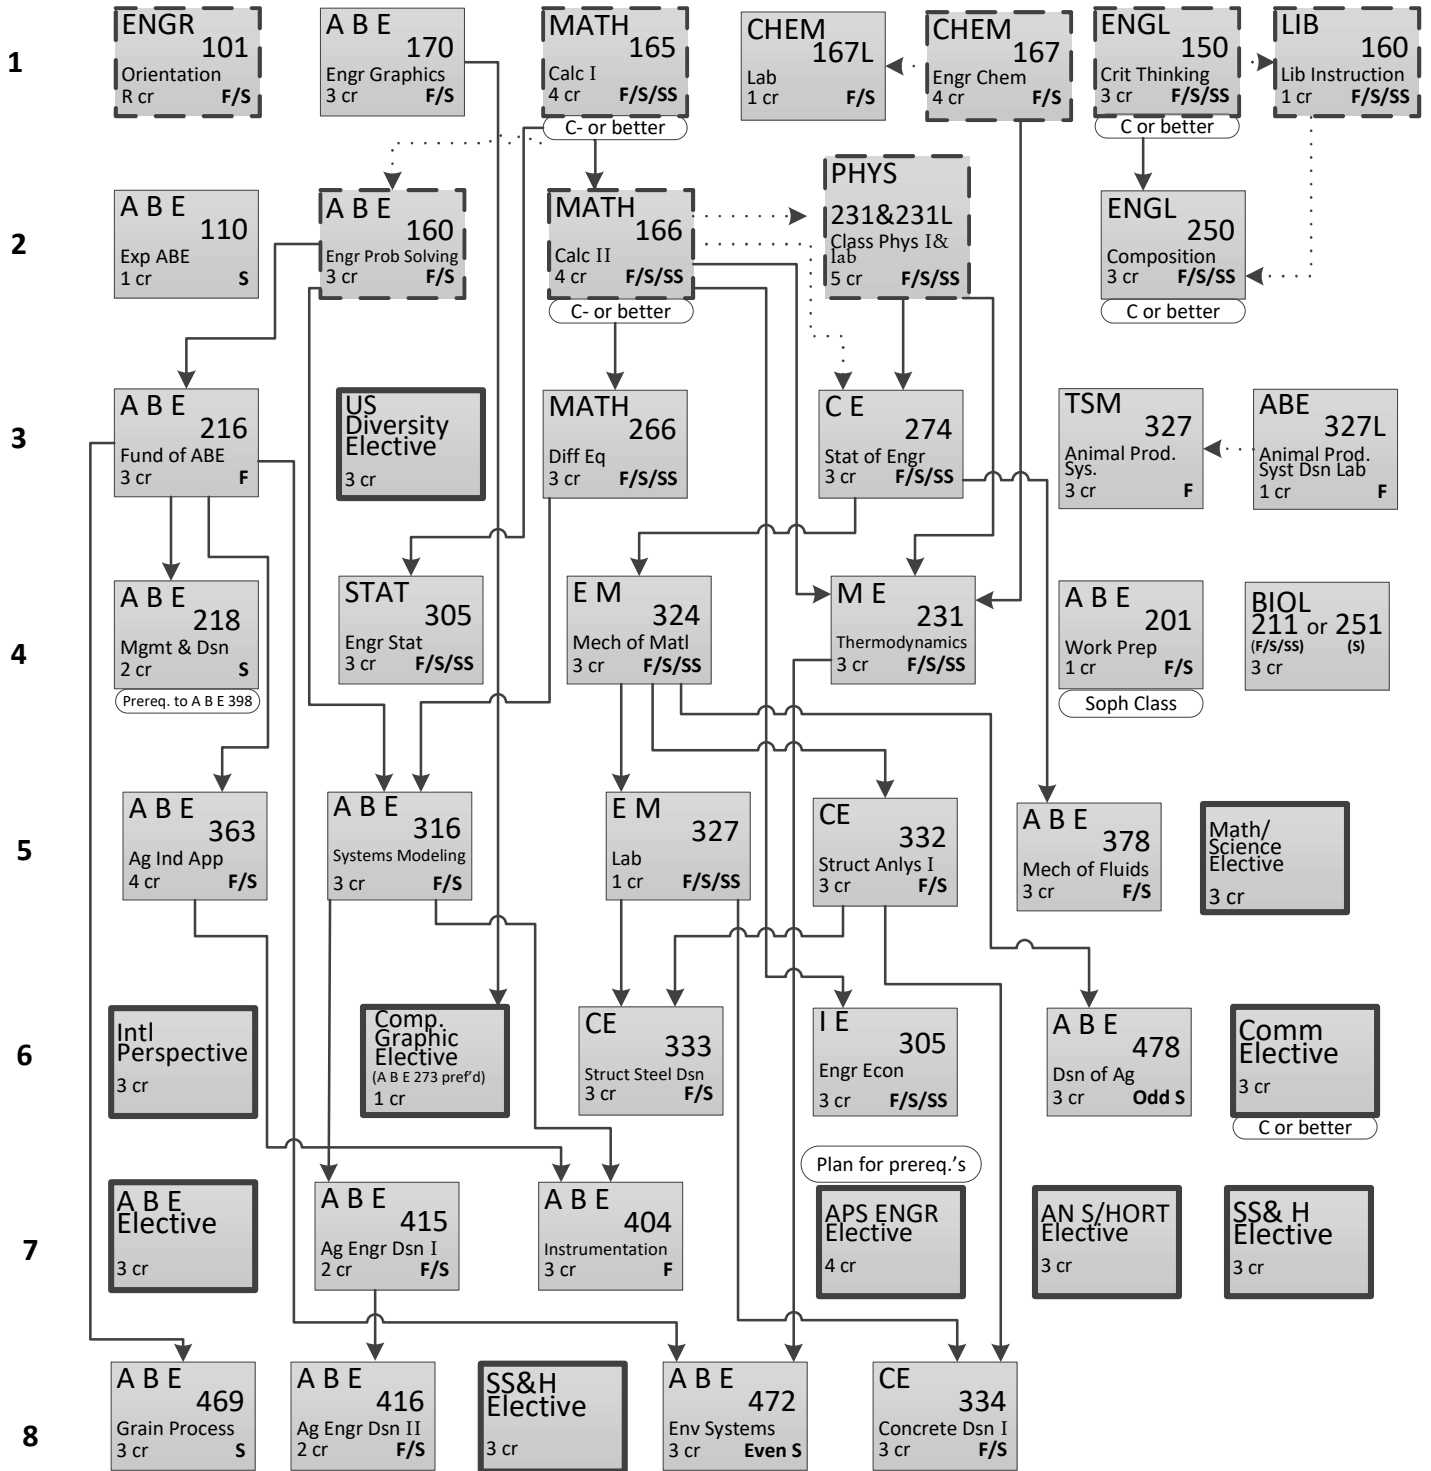 1
ENGR
101
Orientation
R cr F/S
A B E
170
Engr Graphics
3 cr F/S
MATH
165
Calc I
4 cr F/S/SS
C- or better
CHEM
167L
Lab
1 cr F/S
CHEM
167
Engr Chem
4 cr F/S
ENGL
150
Crit Thinking
3 cr F/S/SS
C or better
LIB
160
Lib Instruction
1 cr F/S/SS
2
A B E
110
Exp ABE
1 cr S
A B E
160
Engr Prob Solving
3 cr F/S
MATH
166
Calc II
4 cr F/S/SS
C- or better
PHYS
231&231L
Class Phys I&
lab
5 cr F/S/SS
ENGL
250
Composition
3 cr F/S/SS
C or better
3
A B E
216
Fund of ABE
3 cr F
US
Diversity
Elective
3 cr
MATH
266
Diff Eq
3 cr F/S/SS
C E
274
Stat of Engr
3 cr F/S/SS
TSM
327
Animal Prod.
Sys.
3 cr F
ABE
327L
Animal Prod.
Syst Dsn Lab
1 cr F
4
A B E
218
Mgmt & Dsn
2 cr S
Prereq. to A B E 398
STAT
305
Engr Stat
3 cr F/S/SS
E M
324
Mech of Matl
3 cr F/S/SS
M E
231
Thermodynamics
3 cr F/S/SS
A B E
201
Work Prep
1 cr F/S
Soph Class
BIOL
211 or 251
(F/S/SS) (S)
3 cr
5
A B E
363
Ag Ind App
4 cr F/S
A B E
316
Systems Modeling
3 cr F/S
E M
327
Lab
1 cr F/S/SS
CE
332
Struct Anlys I
3 cr F/S
A B E
378
Mech of Fluids
3 cr F/S
Math/
Science
Elective
3 cr
6
Intl
Perspective
3 cr
Comp.
Graphic
Elective
(A B E 273 pref'd)
1 cr
CE
333
Struct Steel Dsn
3 cr F/S
I E
305
Engr Econ
3 cr F/S/SS
A B E
478
Dsn of Ag
3 cr Odd S
Comm
Elective
3 cr
C or better
7
A B E
Elective
3 cr
A B E
415
Ag Engr Dsn I
2 cr F/S
A B E
404
Instrumentation
3 cr F
Plan for prereq.'s
APS ENGR
Elective
4 cr
AN S/HORT
Elective
3 cr
SS& H
Elective
3 cr
8
A B E
469
Grain Process
3 cr S
A B E
416
Ag Engr Dsn II
2 cr F/S
SS&H
Elective
3 cr
A B E
472
Env Systems
3 cr Even S
CE
334
Concrete Dsn I
3 cr F/S